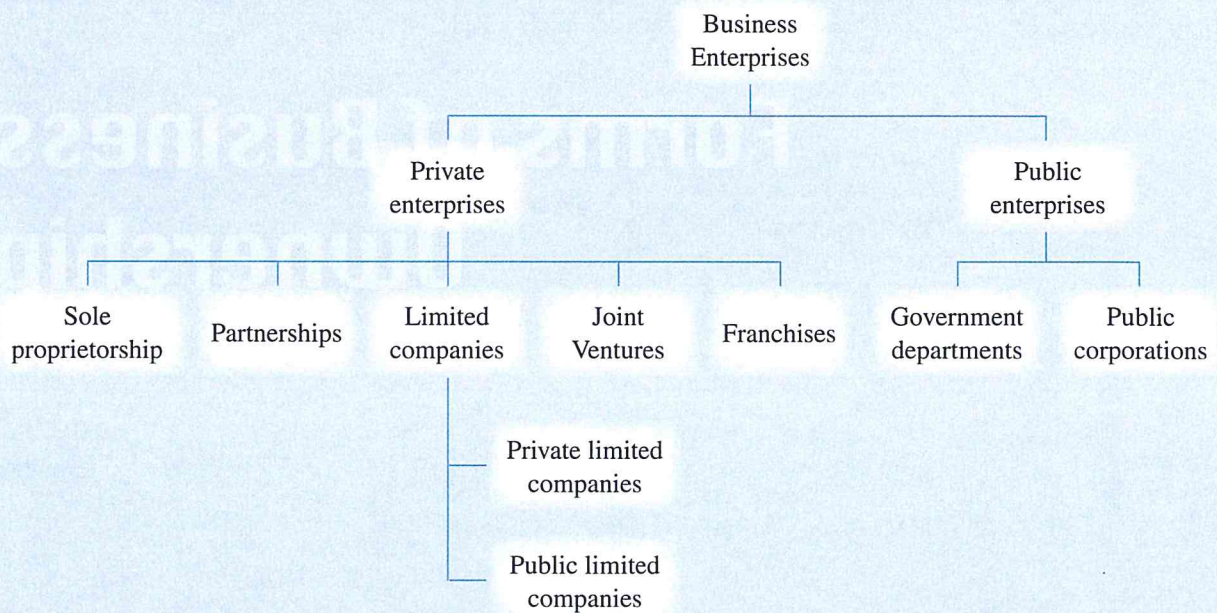 Business
Enterprises
Private
enterprises
Public
enterprises
Sole
proprietorship
Partnerships
Limited
companies
Joint
Ventures
Franchises
Government
departments
Public
corporations
Private limited
companies
Public limited
companies